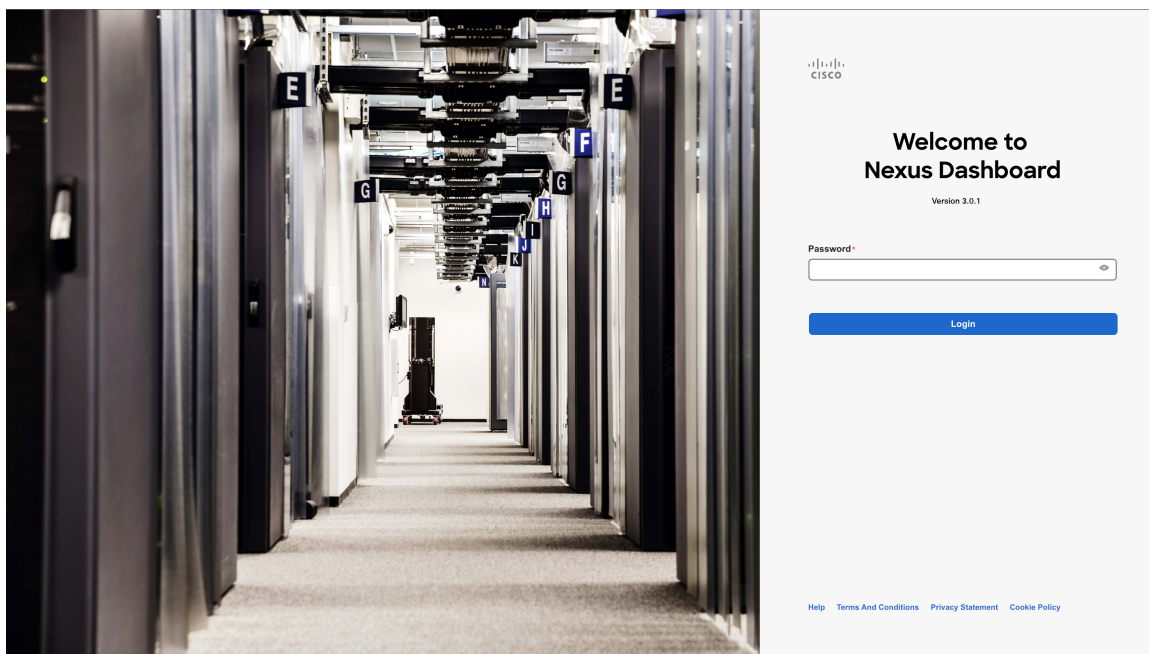 E
E
F
G
G
H
I
J
K
N
CISCO
Welcome to
Nexus Dashboard
Version 3.0.1
Password*
Login
Help Terms And Conditions Privacy Statement Cookie Policy